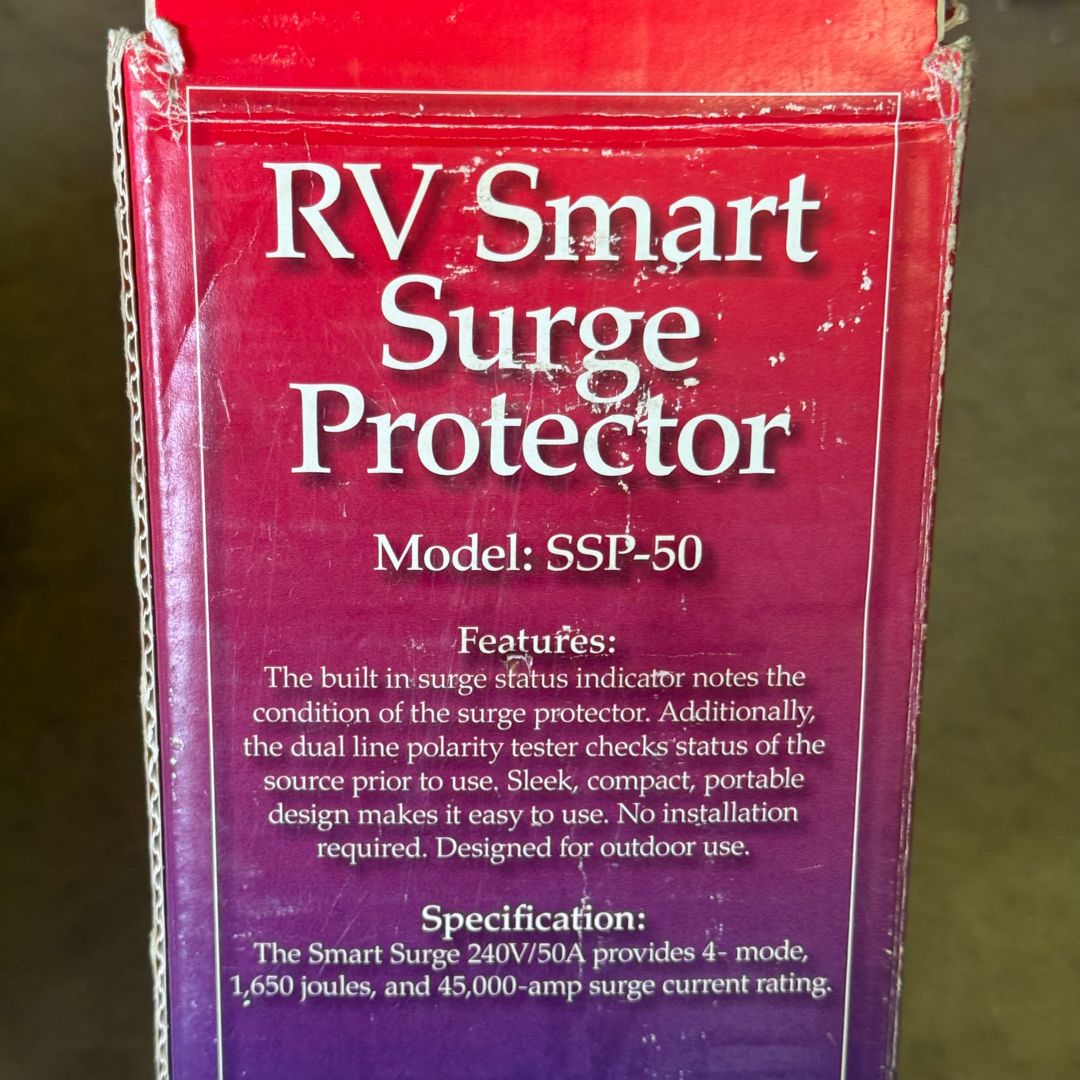 RV Smart
Surge
Protector
Model: SSP-50
Features:
The built in surge status indicator notes the
condition of the surge protector. Additionally,
the dual line polarity tester checks status of the
source prior to use. Sleek, compact, portable
design makes it easy to use. No installation
required. Designed for outdoor use.
Specification:
The Smart Surge 240V/50A provides 4- mode,
1,650 joules, and 45,000-amp surge current rating.